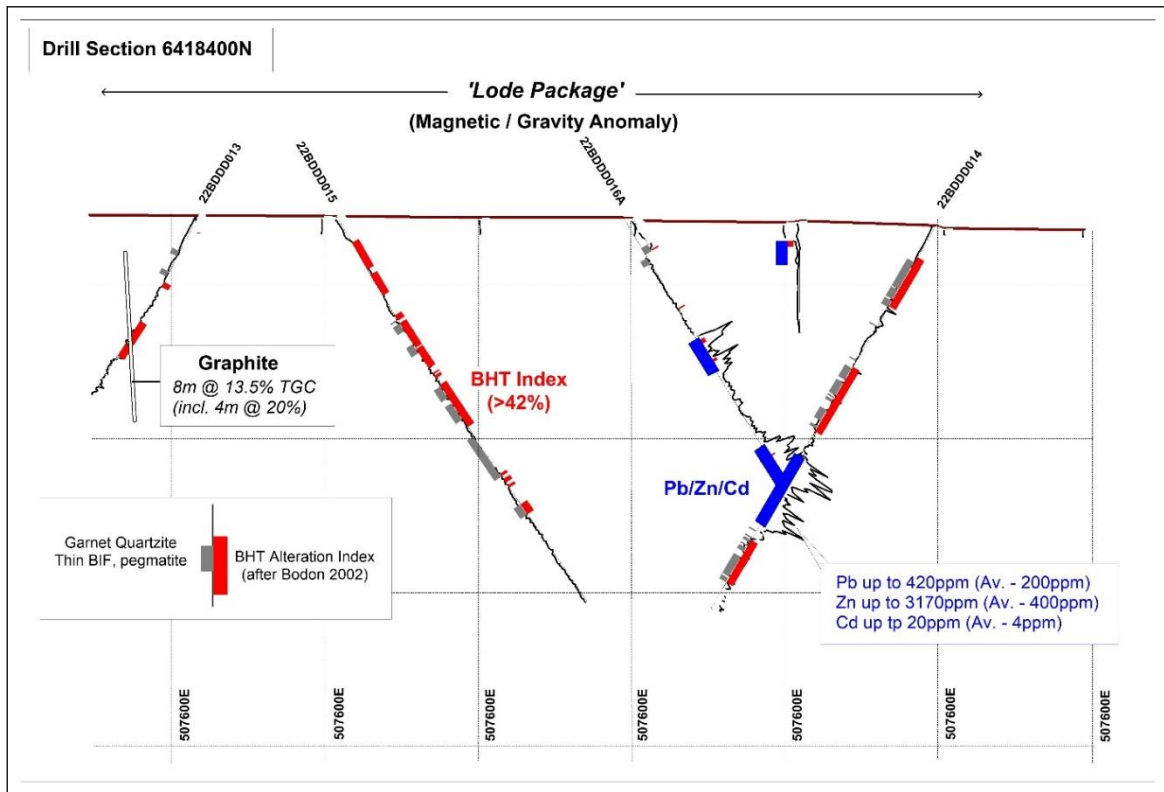 Drill Section 6418400N
'Lode Package'
(Magnetic / Gravity Anomaly)
22BDDD013
22BDDD015
22BDDD016A
22BDDD014
Graphite
8m @ 13.5% TGC
(incl. 4m @ 20%)
BHT Index
(>42%)
Pb/Zn/Cd
Garnet Quartzite
Thin BIF, pegmatite
BHT Alteration Index
(after Bodon 2002)
Pb up to 420ppm (Av. - 200ppm)
Zn up to 3170ppm (Av. - 400ppm)
Cd up tp 20ppm (Av. - 4ppm)
507600E
507600E
507600E
507600E
507600E
507600E
507600E